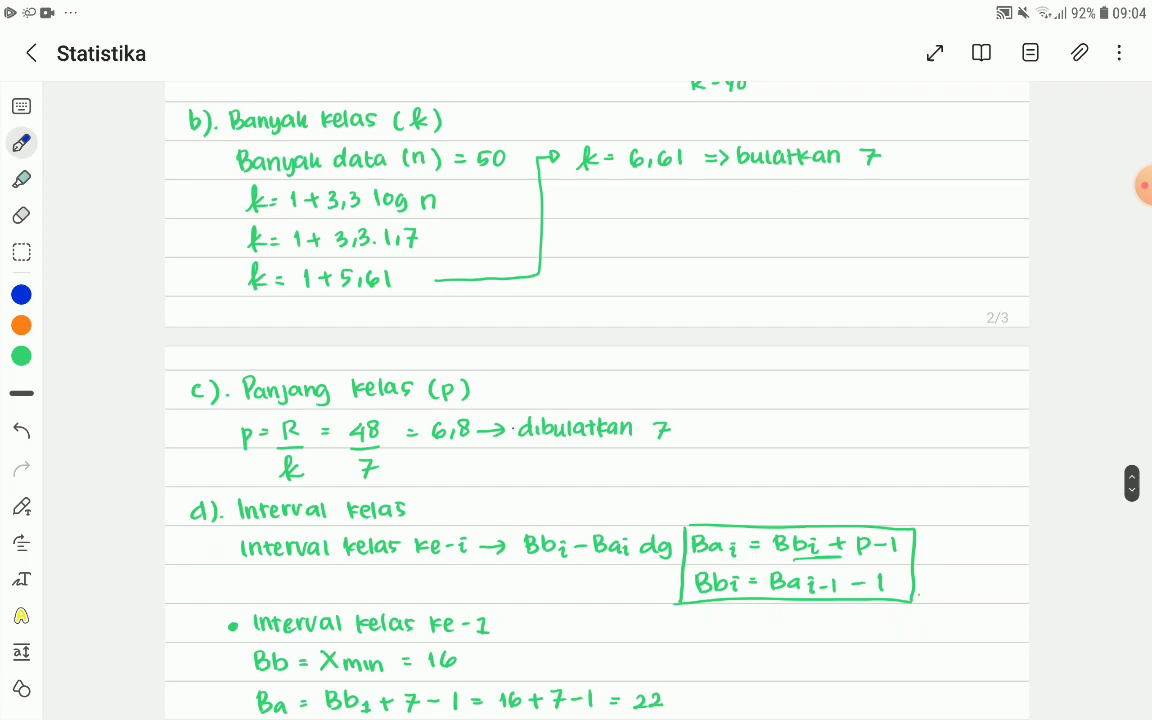 92% 09:04
Statistika
b). Banyak kelas (k)
Banyak data (n) = 50
k = 6,61 => bulatkan 7
k = 1 + 3,3 log n
k = 1 + 3,3 . 1,7
k = 1 + 5,61
2/3
c). Panjang kelas (p)
p = R/k = 48/7 = 6,8 → dibulatkan 7
d). Interval kelas
Interval kelas ke-i → Bbi - Bai dg
Bai = Bbi + p-1
Bbi = Bai-1 - 1
• Interval kelas ke-1
Bb = Xmin = 16
Ba = Bb1 + 7 - 1 = 16 + 7 - 1 = 22